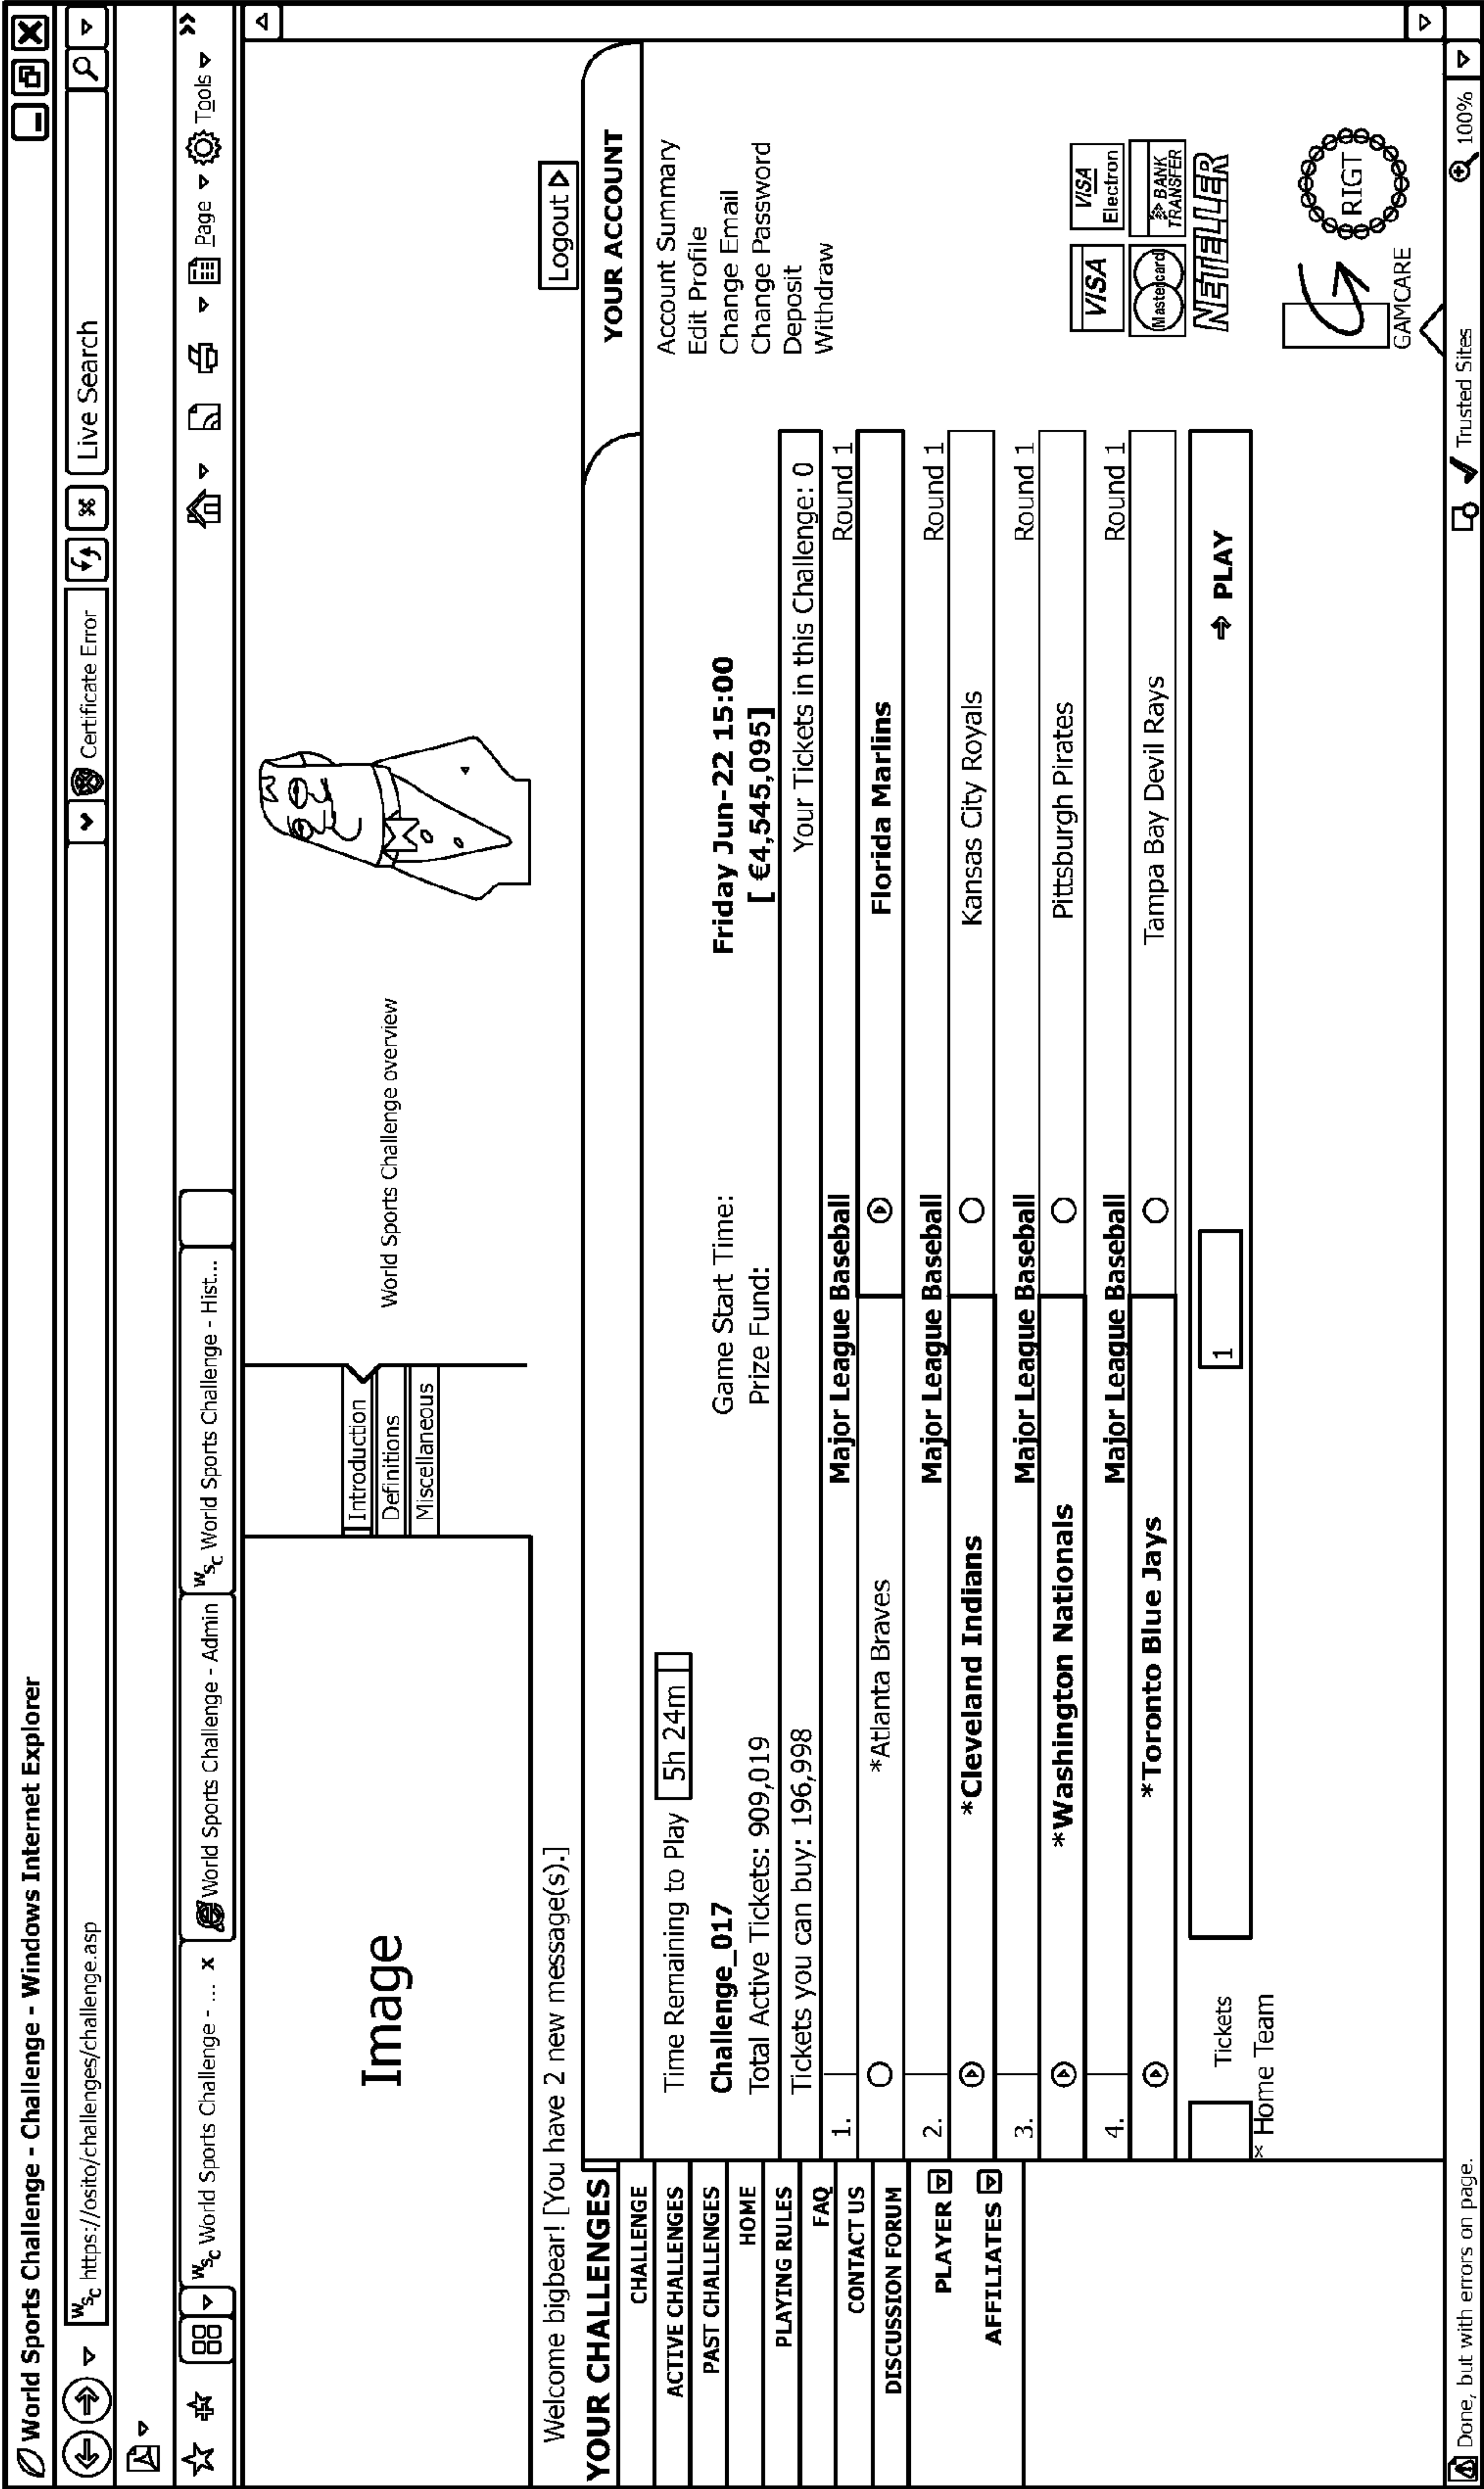 World Sports Challenge - Challenge - Windows Internet Explorer
WSC https://osito/challenges/challenge.asp
Certificate Error
Live Search
WSC World Sports Challenge - ... x
World Sports Challenge - Admin
WSC World Sports Challenge - Hist...
Page
Tools
Image
Introduction
Definitions
Miscellaneous
World Sports Challenge overview
Welcome bigbear! [You have 2 new message(s).]
Logout
YOUR CHALLENGES
CHALLENGE
ACTIVE CHALLENGES
PAST CHALLENGES
HOME
PLAYING RULES
FAQ
CONTACT US
DISCUSSION FORUM
PLAYER
AFFILIATES
Time Remaining to Play 5h 24m
Challenge_017
Game Start Time: Friday Jun-22 15:00
Total Active Tickets: 909,019
Prize Fund: [ €4,545,095]
Tickets you can buy: 196,998
Your Tickets in this Challenge: 0
1. Major League Baseball Round 1
*Atlanta Braves Florida Marlins
2. Major League Baseball Round 1
*Cleveland Indians Kansas City Royals
3. Major League Baseball Round 1
*Washington Nationals Pittsburgh Pirates
4. Major League Baseball Round 1
*Toronto Blue Jays Tampa Bay Devil Rays
Tickets 1 ⇒ PLAY
× Home Team
YOUR ACCOUNT
Account Summary
Edit Profile
Change Email
Change Password
Deposit
Withdraw
VISA
VISA Electron
Mastercard
BANK TRANSFER
NETELLER
GAMCARE
RIGT
Done, but with errors on page.
Trusted Sites
100%